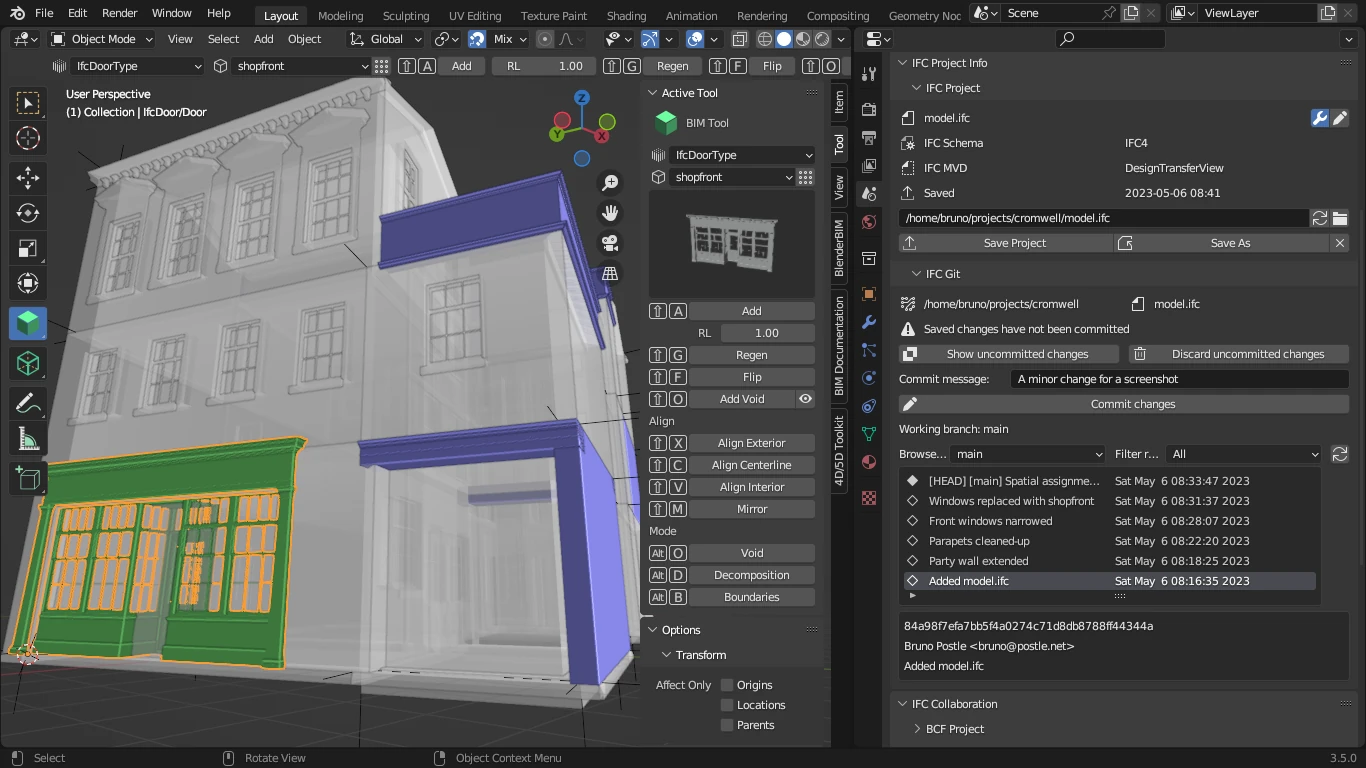 File Edit Render Window Help Layout Modeling Sculpting UV Editing Texture Paint Shading Animation Rendering Compositing Geometry Noc Scene ViewLayer
Object Mode View Select Add Object Global Mix
IfcDoorType shopfront A Add RL 1.00 G Regen F Flip O
User Perspective
(1) Collection | IfcDoor/Door
Z
Y
X
Active Tool
BIM Tool
IfcDoorType
shopfront
A Add
RL 1.00
G Regen
F Flip
O Add Void
Align
X Align Exterior
C Align Centerline
V Align Interior
M Mirror
Mode
Alt O Void
Alt D Decomposition
Alt B Boundaries
Options
Transform
Affect Only Origins
Locations
Parents
Item
Tool
View
BlenderBIM
BIM Documentation
4D/5D Toolkit
IFC Project Info
IFC Project
model.ifc
IFC Schema IFC4
IFC MVD DesignTransferView
Saved 2023-05-06 08:41
/home/bruno/projects/cromwell/model.ifc
Save Project Save As
IFC Git
/home/bruno/projects/cromwell model.ifc
Saved changes have not been committed
Show uncommitted changes Discard uncommitted changes
Commit message: A minor change for a screenshot
Commit changes
Working branch: main
Browse... main Filter r... All
[HEAD] [main] Spatial assignme... Sat May 6 08:33:47 2023
Windows replaced with shopfront Sat May 6 08:31:37 2023
Front windows narrowed Sat May 6 08:28:07 2023
Parapets cleaned-up Sat May 6 08:22:20 2023
Party wall extended Sat May 6 08:18:25 2023
Added model.ifc Sat May 6 08:16:35 2023
84a98f7efa7bb5f4a0274c71d8db8788ff44344a
Bruno Postle <bruno@postle.net>
Added model.ifc
IFC Collaboration
BCF Project
Select Rotate View Object Context Menu 3.5.0